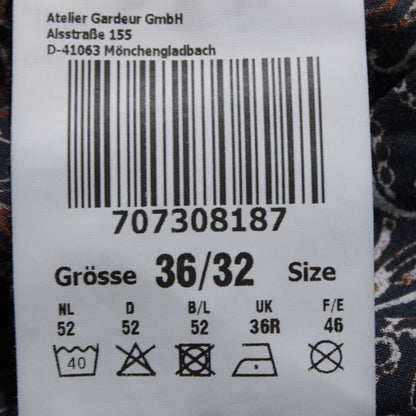 Atelier Gardeur GmbH
Alsstraße 155
D-41063 Mönchengladbach
707308187
Grösse 36/32 Size
NL D B/L UK F/E
52 52 52 36R 46
40